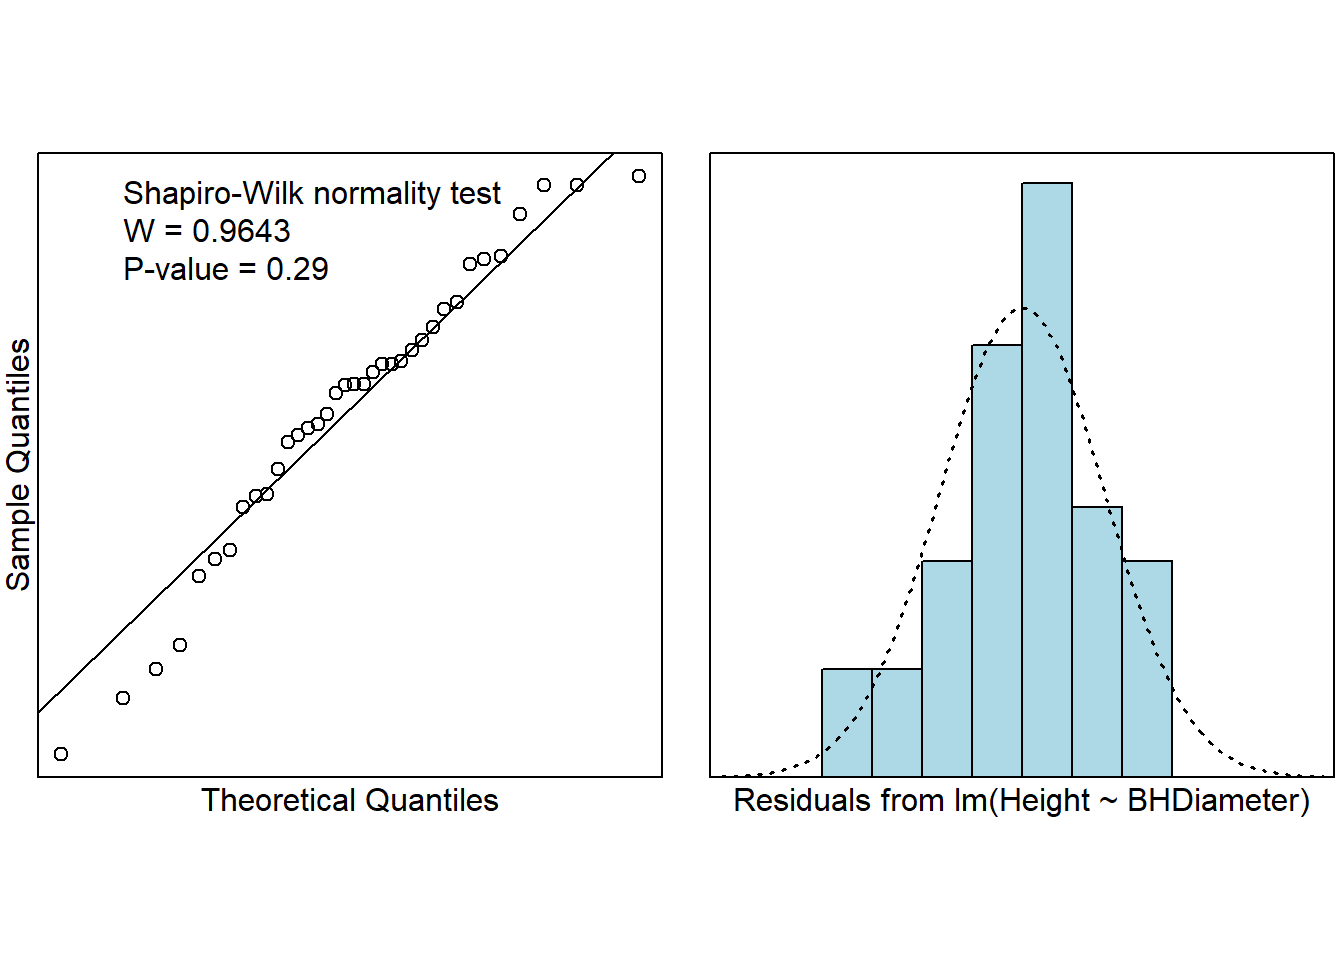 Shapiro-Wilk normality test
W = 0.9643
P-value = 0.29
Sample Quantiles
Theoretical Quantiles
Residuals from lm(Height ~ BHDiameter)